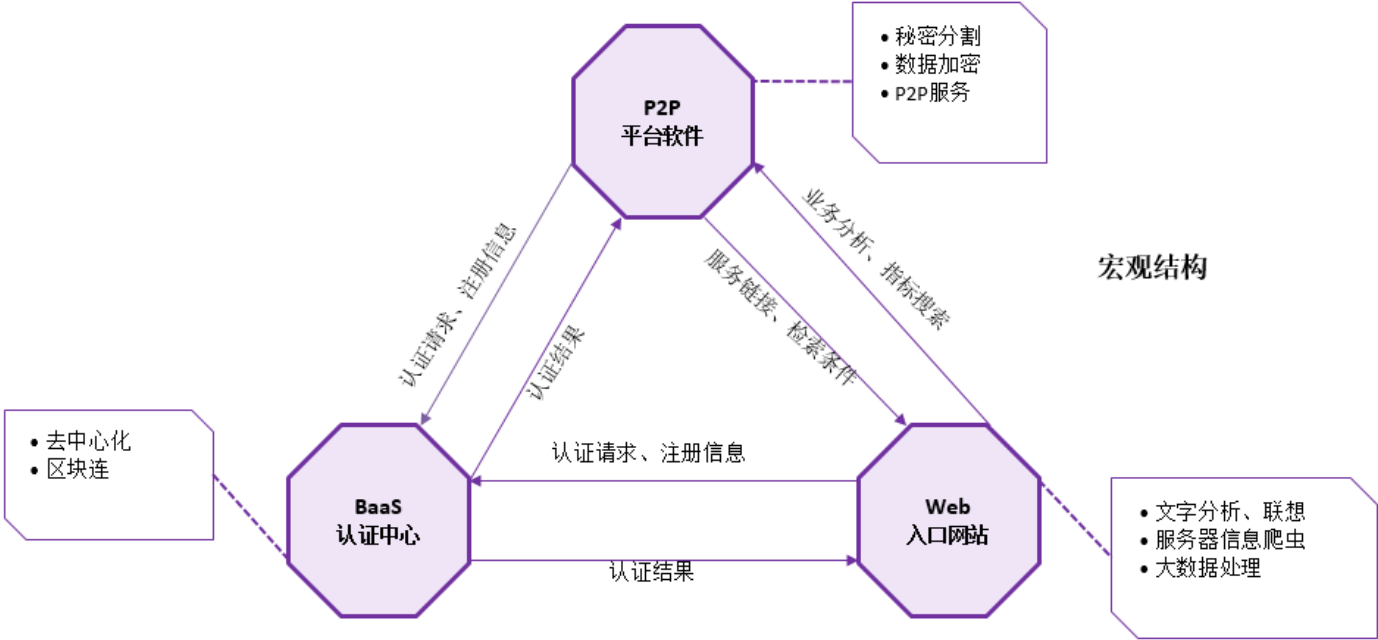 • 秘密分割
• 数据加密
• P2P服务
P2P
平台软件
业务分析、指标搜索
认证请求、注册信息
服务链接、检索条件
宏观结构
认证结果
• 去中心化
• 区块连
认证请求、注册信息
BaaS
认证中心
Web
入口网站
• 文字分析、联想
• 服务器信息爬虫
• 大数据处理
认证结果